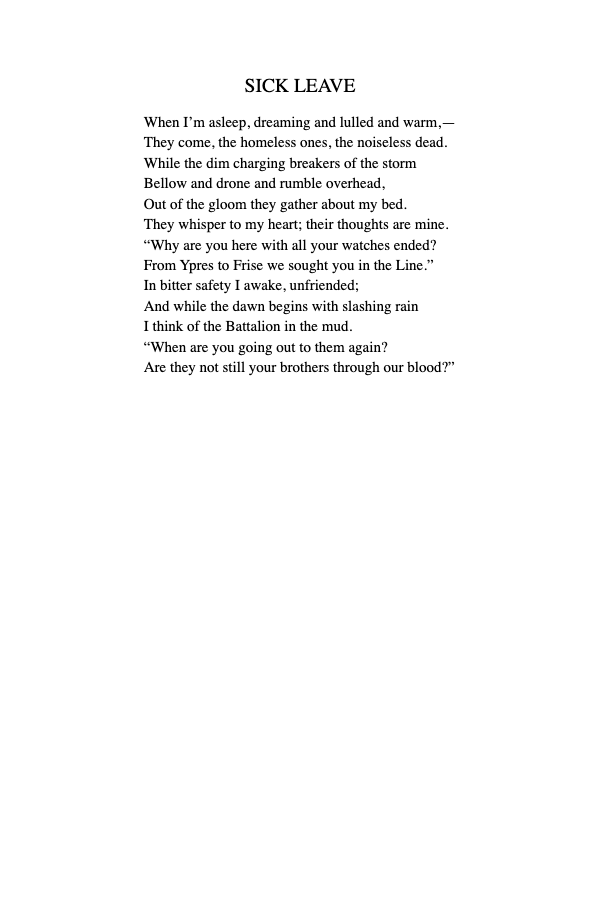 SICK LEAVE
When I’m asleep, dreaming and lulled and warm,—
They come, the homeless ones, the noiseless dead.
While the dim charging breakers of the storm
Bellow and drone and rumble overhead,
Out of the gloom they gather about my bed.
They whisper to my heart; their thoughts are mine.
“Why are you here with all your watches ended?
From Ypres to Frise we sought you in the Line.”
In bitter safety I awake, unfriended;
And while the dawn begins with slashing rain
I think of the Battalion in the mud.
“When are you going out to them again?
Are they not still your brothers through our blood?”